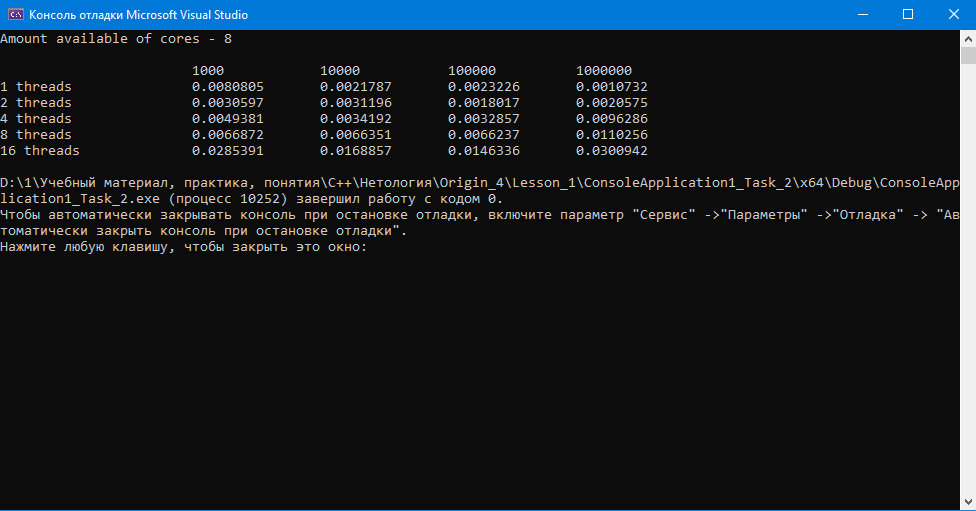 Консоль отладки Microsoft Visual Studio
Amount available of cores - 8
1000 10000 100000 1000000
1 threads 0.0080805 0.0021787 0.0023226 0.0010732
2 threads 0.0030597 0.0031196 0.0018017 0.0020575
4 threads 0.0049381 0.0034192 0.0032857 0.0096286
8 threads 0.0066872 0.0066351 0.0066237 0.0110256
16 threads 0.0285391 0.0168857 0.0146336 0.0300942
D:\1\Учебный материал, практика, понятия\C++\Нетология\Origin_4\Lesson_1\ConsoleApplication1_Task_2\x64\Debug\ConsoleApp
lication1_Task_2.exe (процесс 10252) завершил работу с кодом 0.
Чтобы автоматически закрывать консоль при остановке отладки, включите параметр "Сервис" ->"Параметры" ->"Отладка" -> "Ав
томатически закрыть консоль при остановке отладки".
Нажмите любую клавишу, чтобы закрыть это окно: